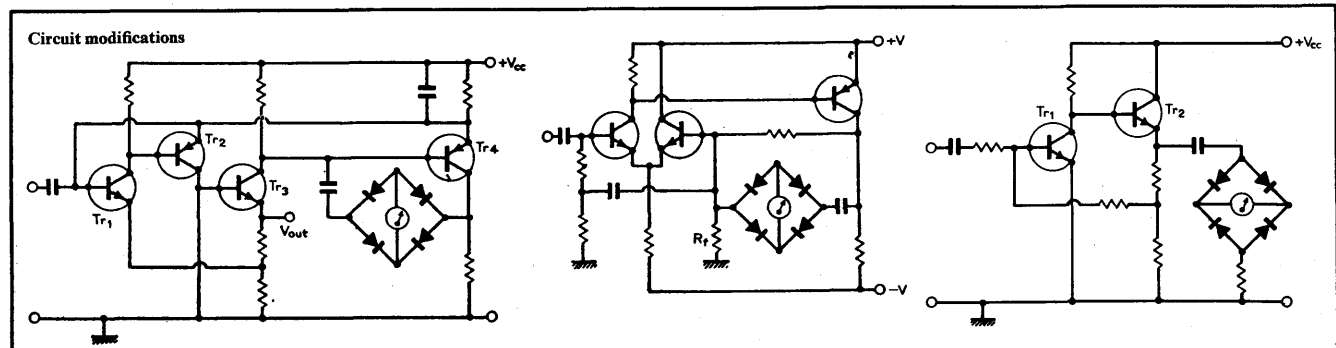 Circuit modifications
+Vcc
Tr2
Tr4
Tr1
Tr3
Vout
+V
Rf
−V
+Vcc
Tr1
Tr2